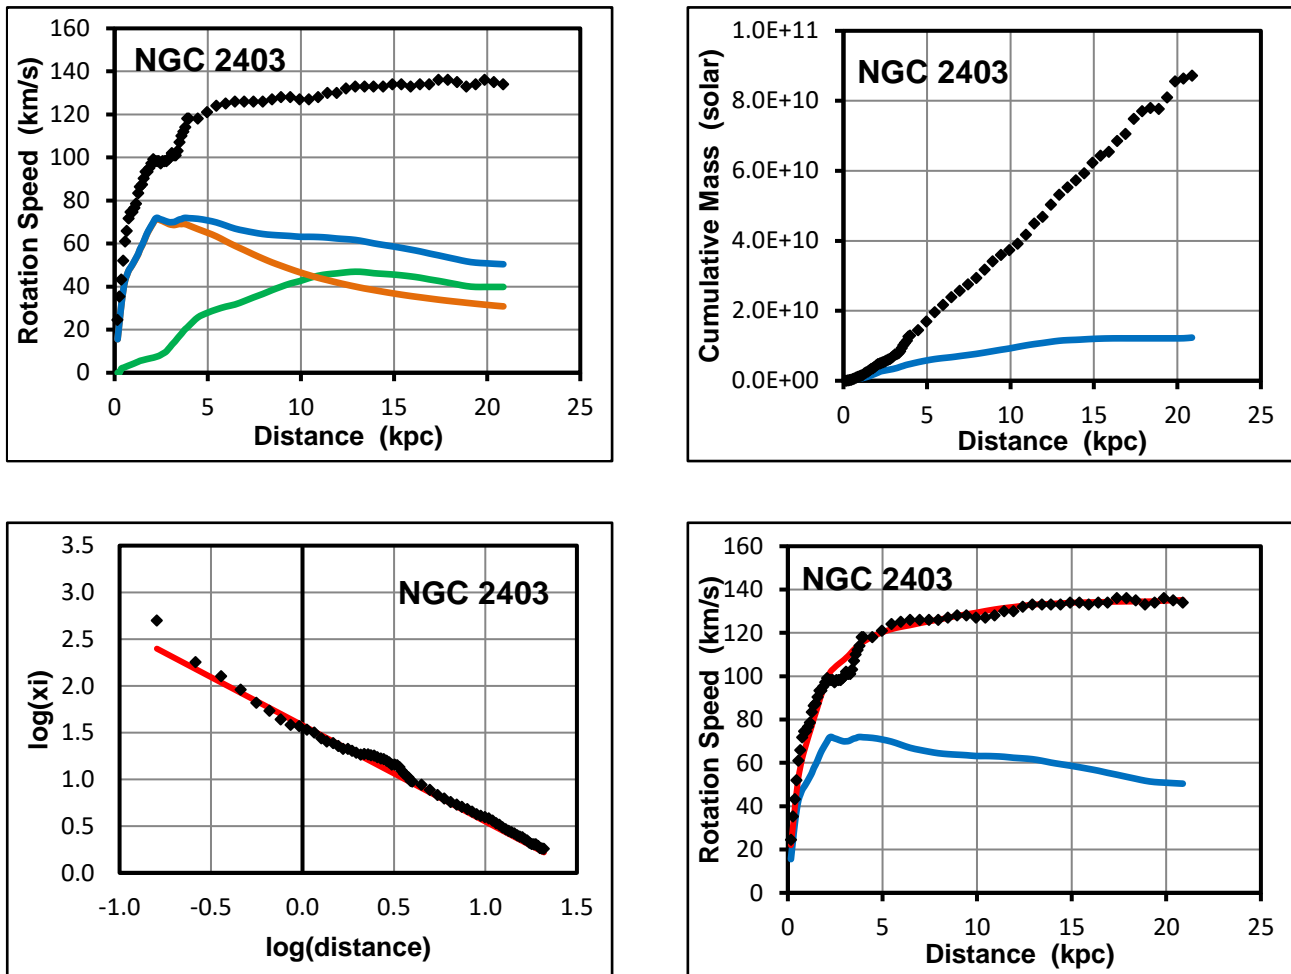 NGC 2403
Rotation Speed (km/s)
160
140
120
100
80
60
40
20
0
0 5 10 15 20 25
Distance (kpc)
NGC 2403
Cumulative Mass (solar)
1.0E+11
8.0E+10
6.0E+10
4.0E+10
2.0E+10
0.0E+00
0 5 10 15 20 25
Distance (kpc)
NGC 2403
log(xi)
3.5
3.0
2.5
2.0
1.5
1.0
0.5
0.0
-1.0 -0.5 0.0 0.5 1.0 1.5
log(distance)
NGC 2403
Rotation Speed (km/s)
160
140
120
100
80
60
40
20
0
0 5 10 15 20 25
Distance (kpc)